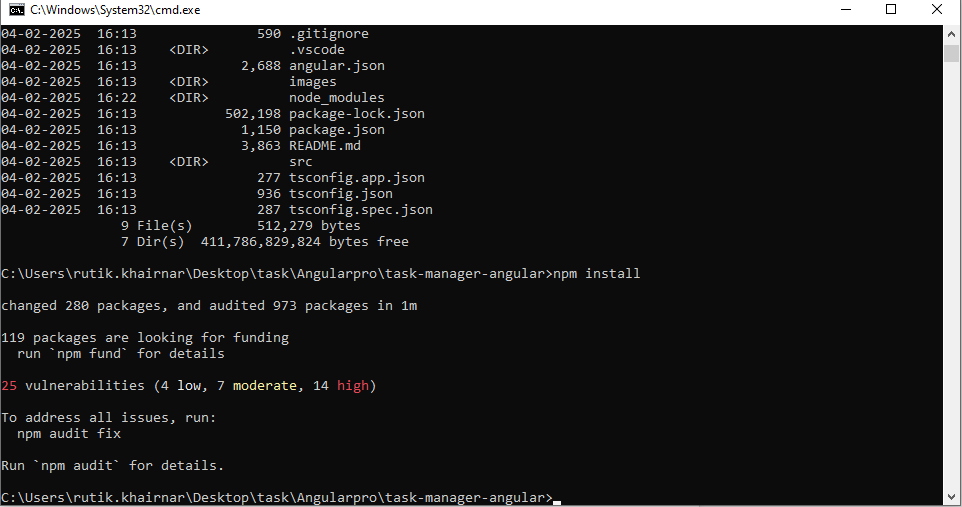 C:\Windows\System32\cmd.exe
04-02-2025  16:13               590 .gitignore
04-02-2025  16:13    <DIR>          .vscode
04-02-2025  16:13             2,688 angular.json
04-02-2025  16:13    <DIR>          images
04-02-2025  16:22    <DIR>          node_modules
04-02-2025  16:13           502,198 package-lock.json
04-02-2025  16:13             1,150 package.json
04-02-2025  16:13             3,863 README.md
04-02-2025  16:13    <DIR>          src
04-02-2025  16:13               277 tsconfig.app.json
04-02-2025  16:13               936 tsconfig.json
04-02-2025  16:13               287 tsconfig.spec.json
               9 File(s)        512,279 bytes
               7 Dir(s)  411,786,829,824 bytes free
C:\Users\rutik.khairnar\Desktop\task\Angularpro\task-manager-angular>npm install
changed 280 packages, and audited 973 packages in 1m
119 packages are looking for funding
  run `npm fund` for details
25 vulnerabilities (4 low, 7 moderate, 14 high)
To address all issues, run:
  npm audit fix
Run `npm audit` for details.
C:\Users\rutik.khairnar\Desktop\task\Angularpro\task-manager-angular>